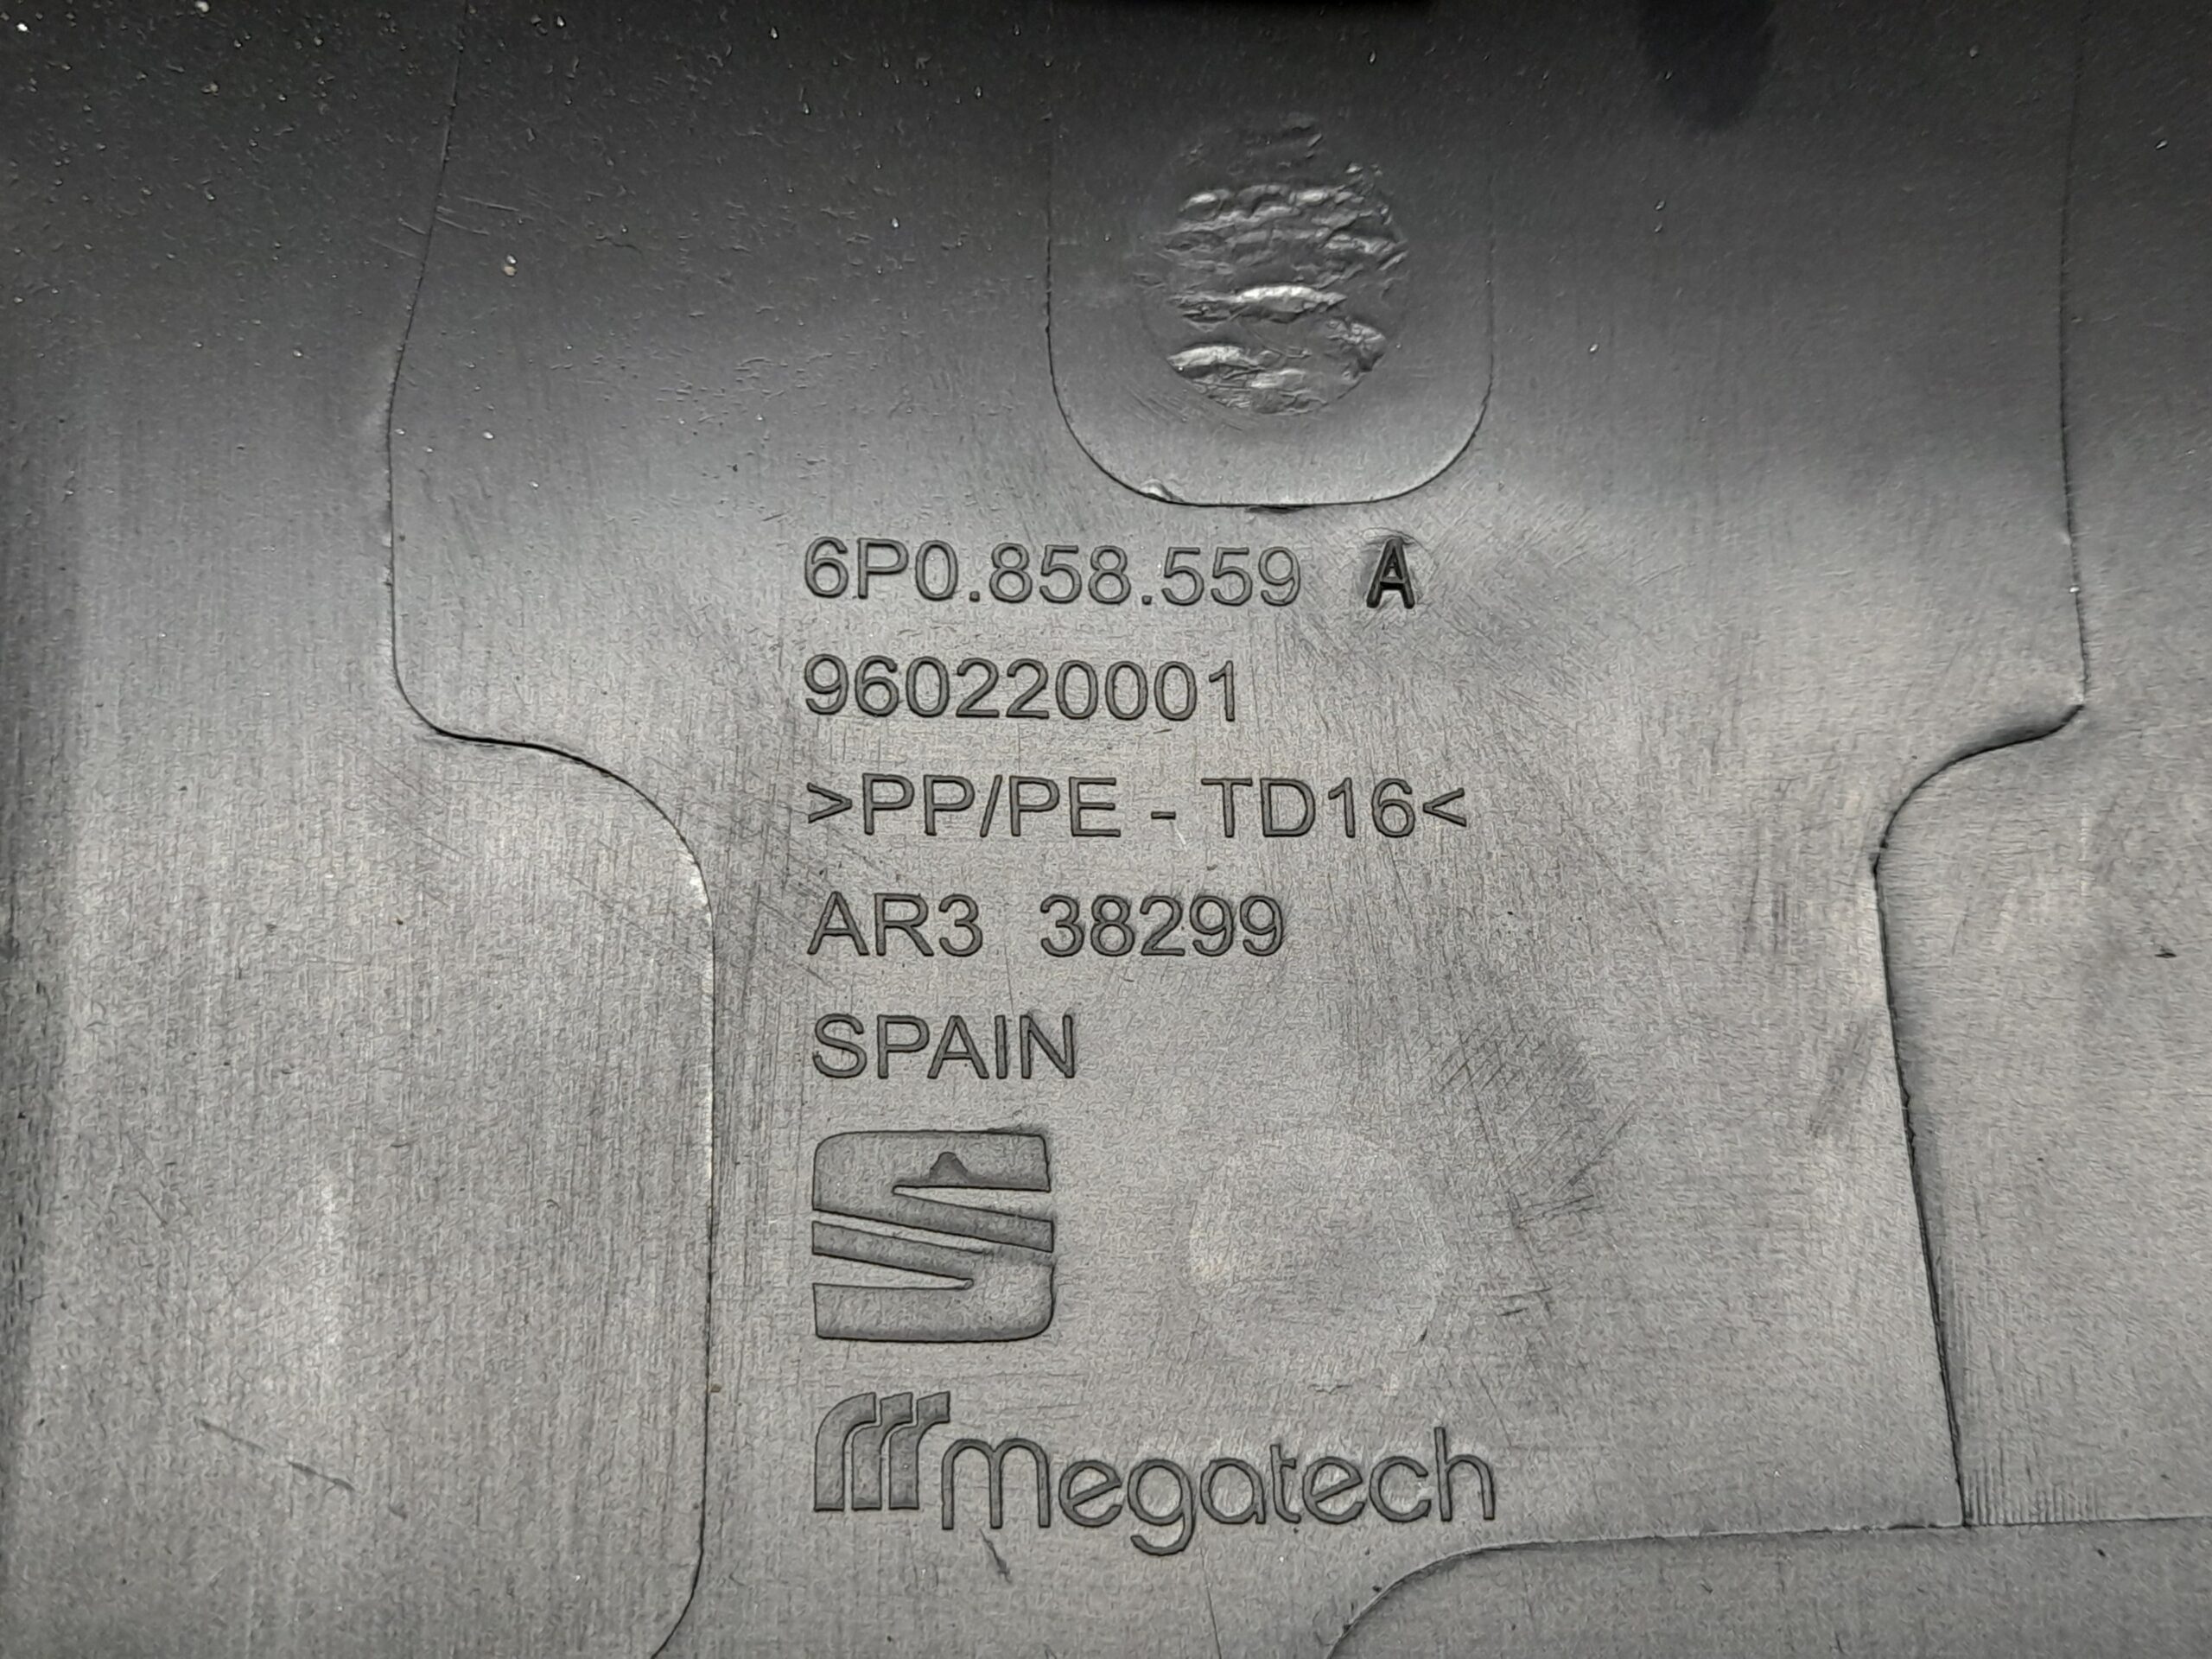 6P0.858.559 A
960220001
>PP/PE - TD16<
AR3 38299
SPAIN
megatech